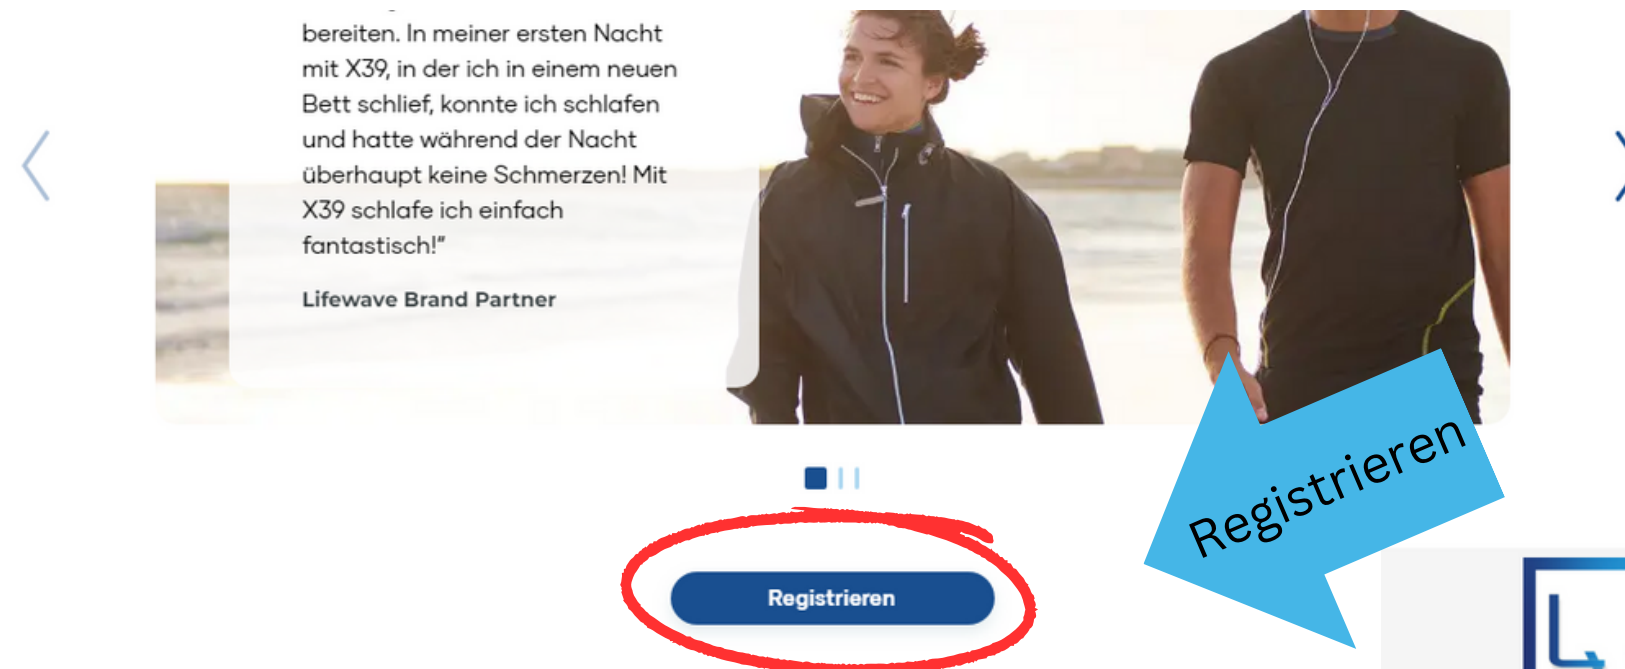 bereiten. In meiner ersten Nacht
mit X39, in der ich in einem neuen
Bett schlief, konnte ich schlafen
und hatte während der Nacht
überhaupt keine Schmerzen! Mit
X39 schlafe ich einfach
fantastisch!“
Lifewave Brand Partner
Registrieren
Registrieren